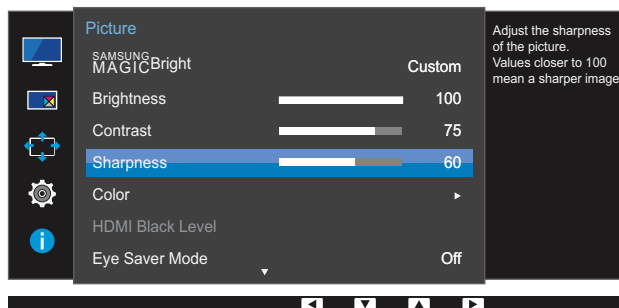 Picture
SAMSUNG
MAGICBright Custom
Brightness 100
Contrast 75
Sharpness 60
Color
HDMI Black Level
Eye Saver Mode Off
Adjust the sharpness
of the picture.
Values closer to 100
mean a sharper image